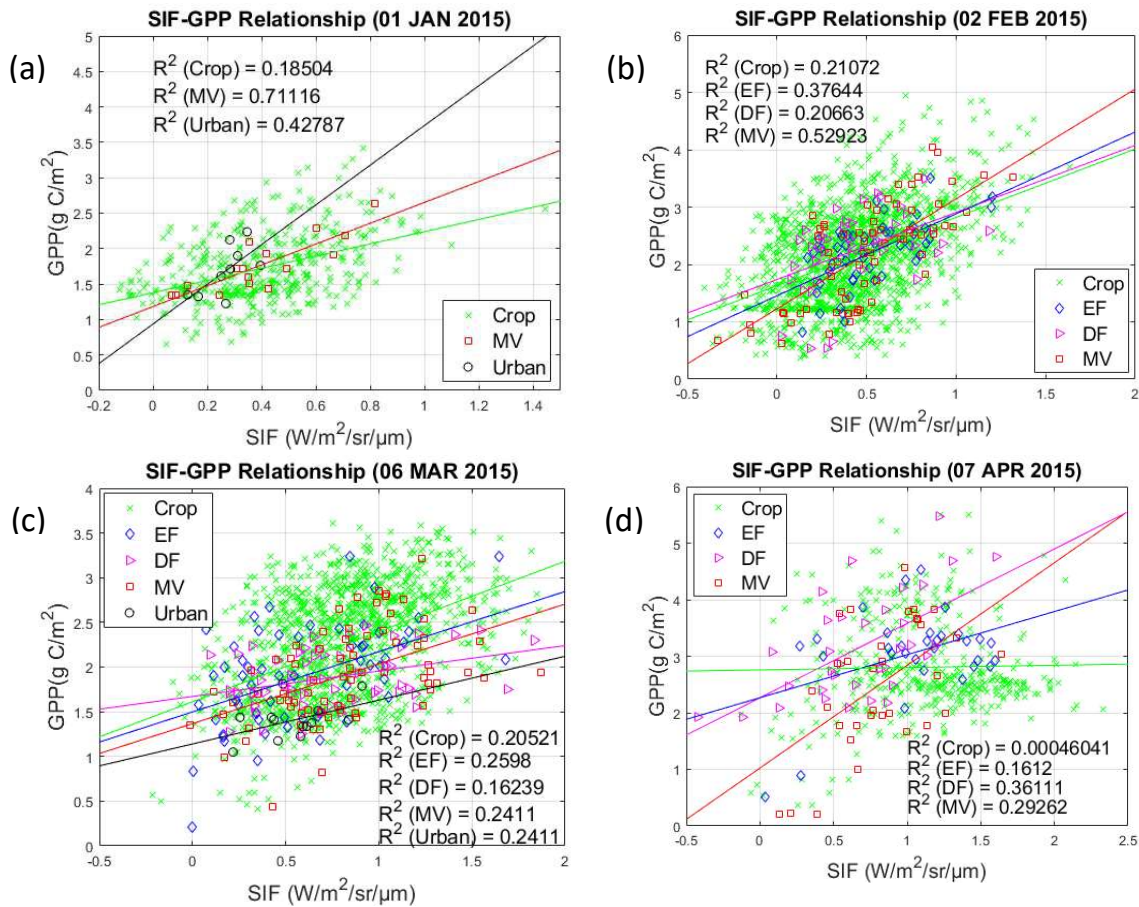 (a)
SIF-GPP Relationship (01 JAN 2015)
R² (Crop) = 0.18504
R² (MV) = 0.71116
R² (Urban) = 0.42787
GPP(g C/m²)
5
4.5
4
3.5
3
2.5
2
1.5
1
0.5
0
Crop
MV
Urban
-0.2 0 0.2 0.4 0.6 0.8 1 1.2 1.4
SIF (W/m²/sr/µm)
(b)
SIF-GPP Relationship (02 FEB 2015)
R² (Crop) = 0.21072
R² (EF) = 0.37644
R² (DF) = 0.20663
R² (MV) = 0.52923
GPP(g C/m²)
6
5
4
3
2
1
0
Crop
EF
DF
MV
-0.5 0 0.5 1 1.5 2
SIF (W/m²/sr/µm)
(c)
SIF-GPP Relationship (06 MAR 2015)
Crop
EF
DF
MV
Urban
GPP(g C/m²)
4
3.5
3
2.5
2
1.5
1
0.5
0
R² (Crop) = 0.20521
R² (EF) = 0.2598
R² (DF) = 0.16239
R² (MV) = 0.2411
R² (Urban) = 0.2411
-0.5 0 0.5 1 1.5 2
SIF (W/m²/sr/µm)
(d)
SIF-GPP Relationship (07 APR 2015)
Crop
EF
DF
MV
GPP(g C/m²)
6
5
4
3
2
1
0
R² (Crop) = 0.00046041
R² (EF) = 0.1612
R² (DF) = 0.36111
R² (MV) = 0.29262
-0.5 0 0.5 1 1.5 2 2.5
SIF (W/m²/sr/µm)